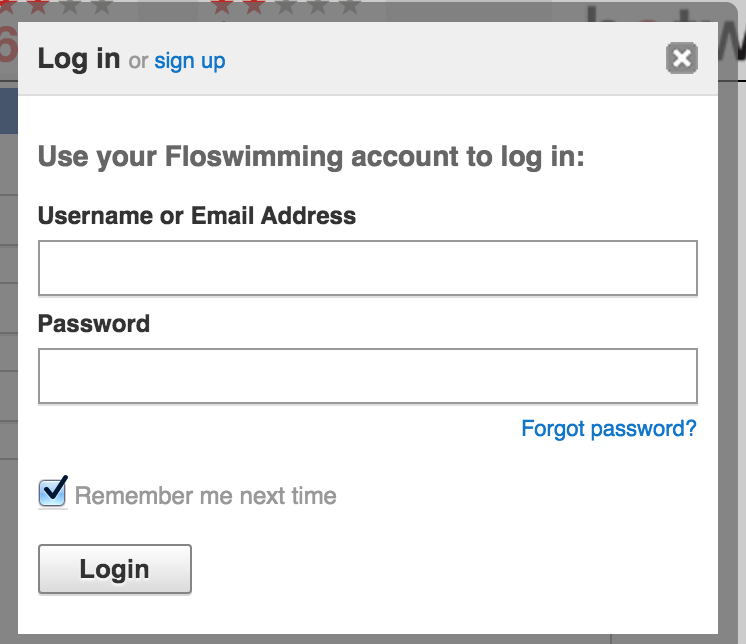 Log in or sign up
Use your Floswimming account to log in:
Username or Email Address
Password
Forgot password?
Remember me next time
Login